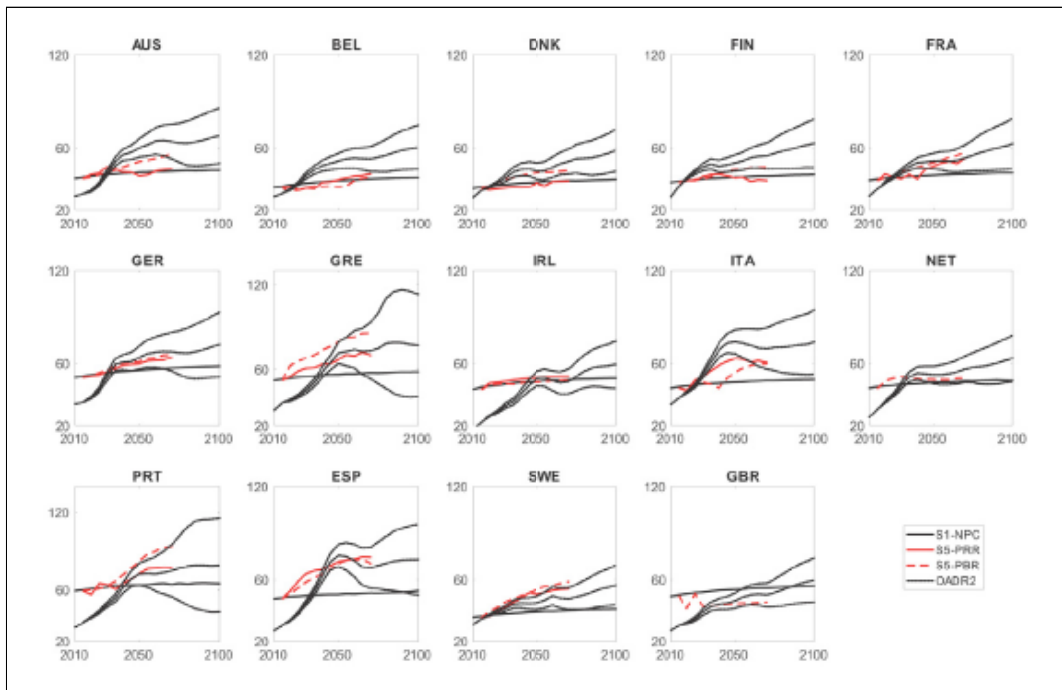 AUS BEL DNK FIN FRA
120 120 120 120 120
60 60 60 60 60
20 20 20 20 20
2010 2050 2100 2010 2050 2100 2010 2050 2100 2010 2050 2100 2010 2050 2100
GER GRE IRL ITA NET
120 120 120 120 120
60 60 60 60 60
20 20 20 20 20
2010 2050 2100 2010 2050 2100 2010 2050 2100 2010 2050 2100 2010 2050 2100
PRT ESP SWE GBR
120 120 120 120
60 60 60 60
20 20 20 20
2010 2050 2100 2010 2050 2100 2010 2050 2100 2010 2050 2100
S1-NPC
S5-PRR
S5-PBR
OADR2